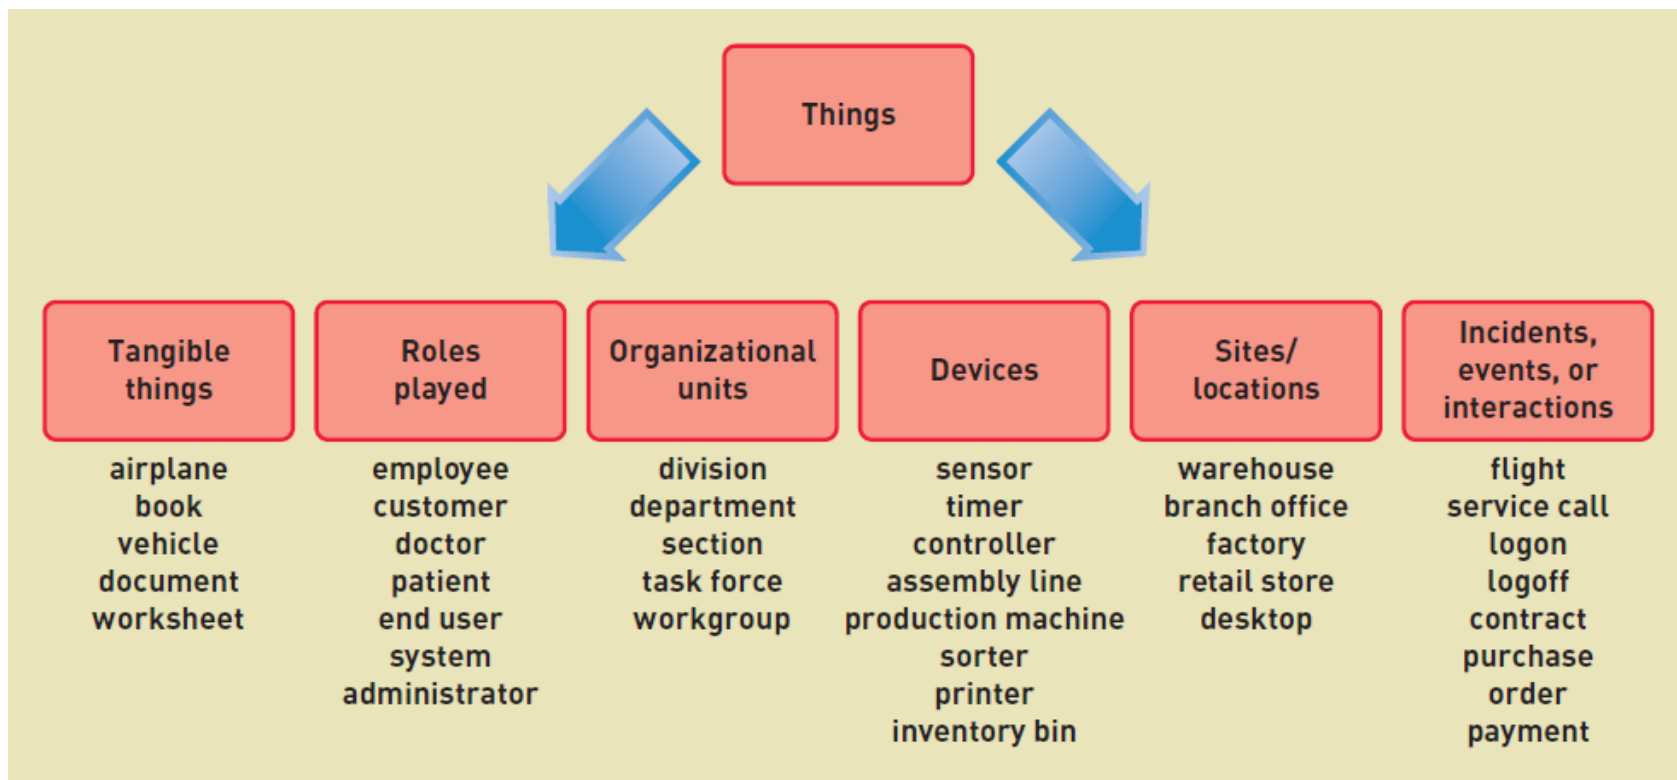 Things
Tangible
things
airplane
book
vehicle
document
worksheet
Roles
played
employee
customer
doctor
patient
end user
system
administrator
Organizational
units
division
department
section
task force
workgroup
Devices
sensor
timer
controller
assembly line
production machine
sorter
printer
inventory bin
Sites/
locations
warehouse
branch office
factory
retail store
desktop
Incidents,
events, or
interactions
flight
service call
logon
logoff
contract
purchase
order
payment